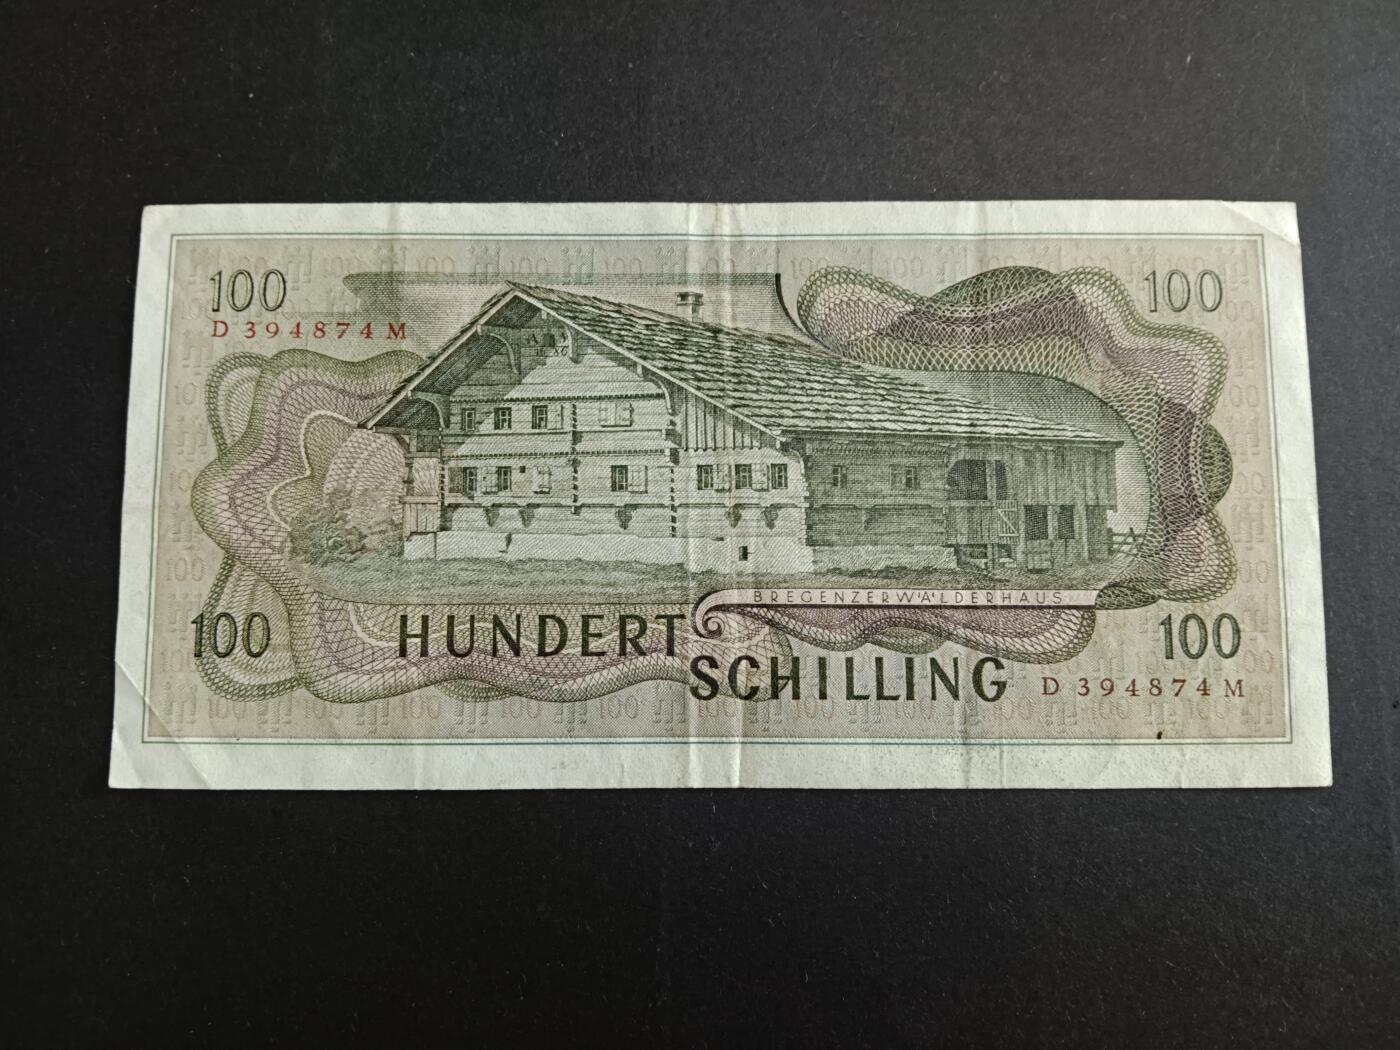 100
100
D 394874 M
BREGENZERWÄLDERHAUS
100
HUNDERT
100
SCHILLING
D 394874 M